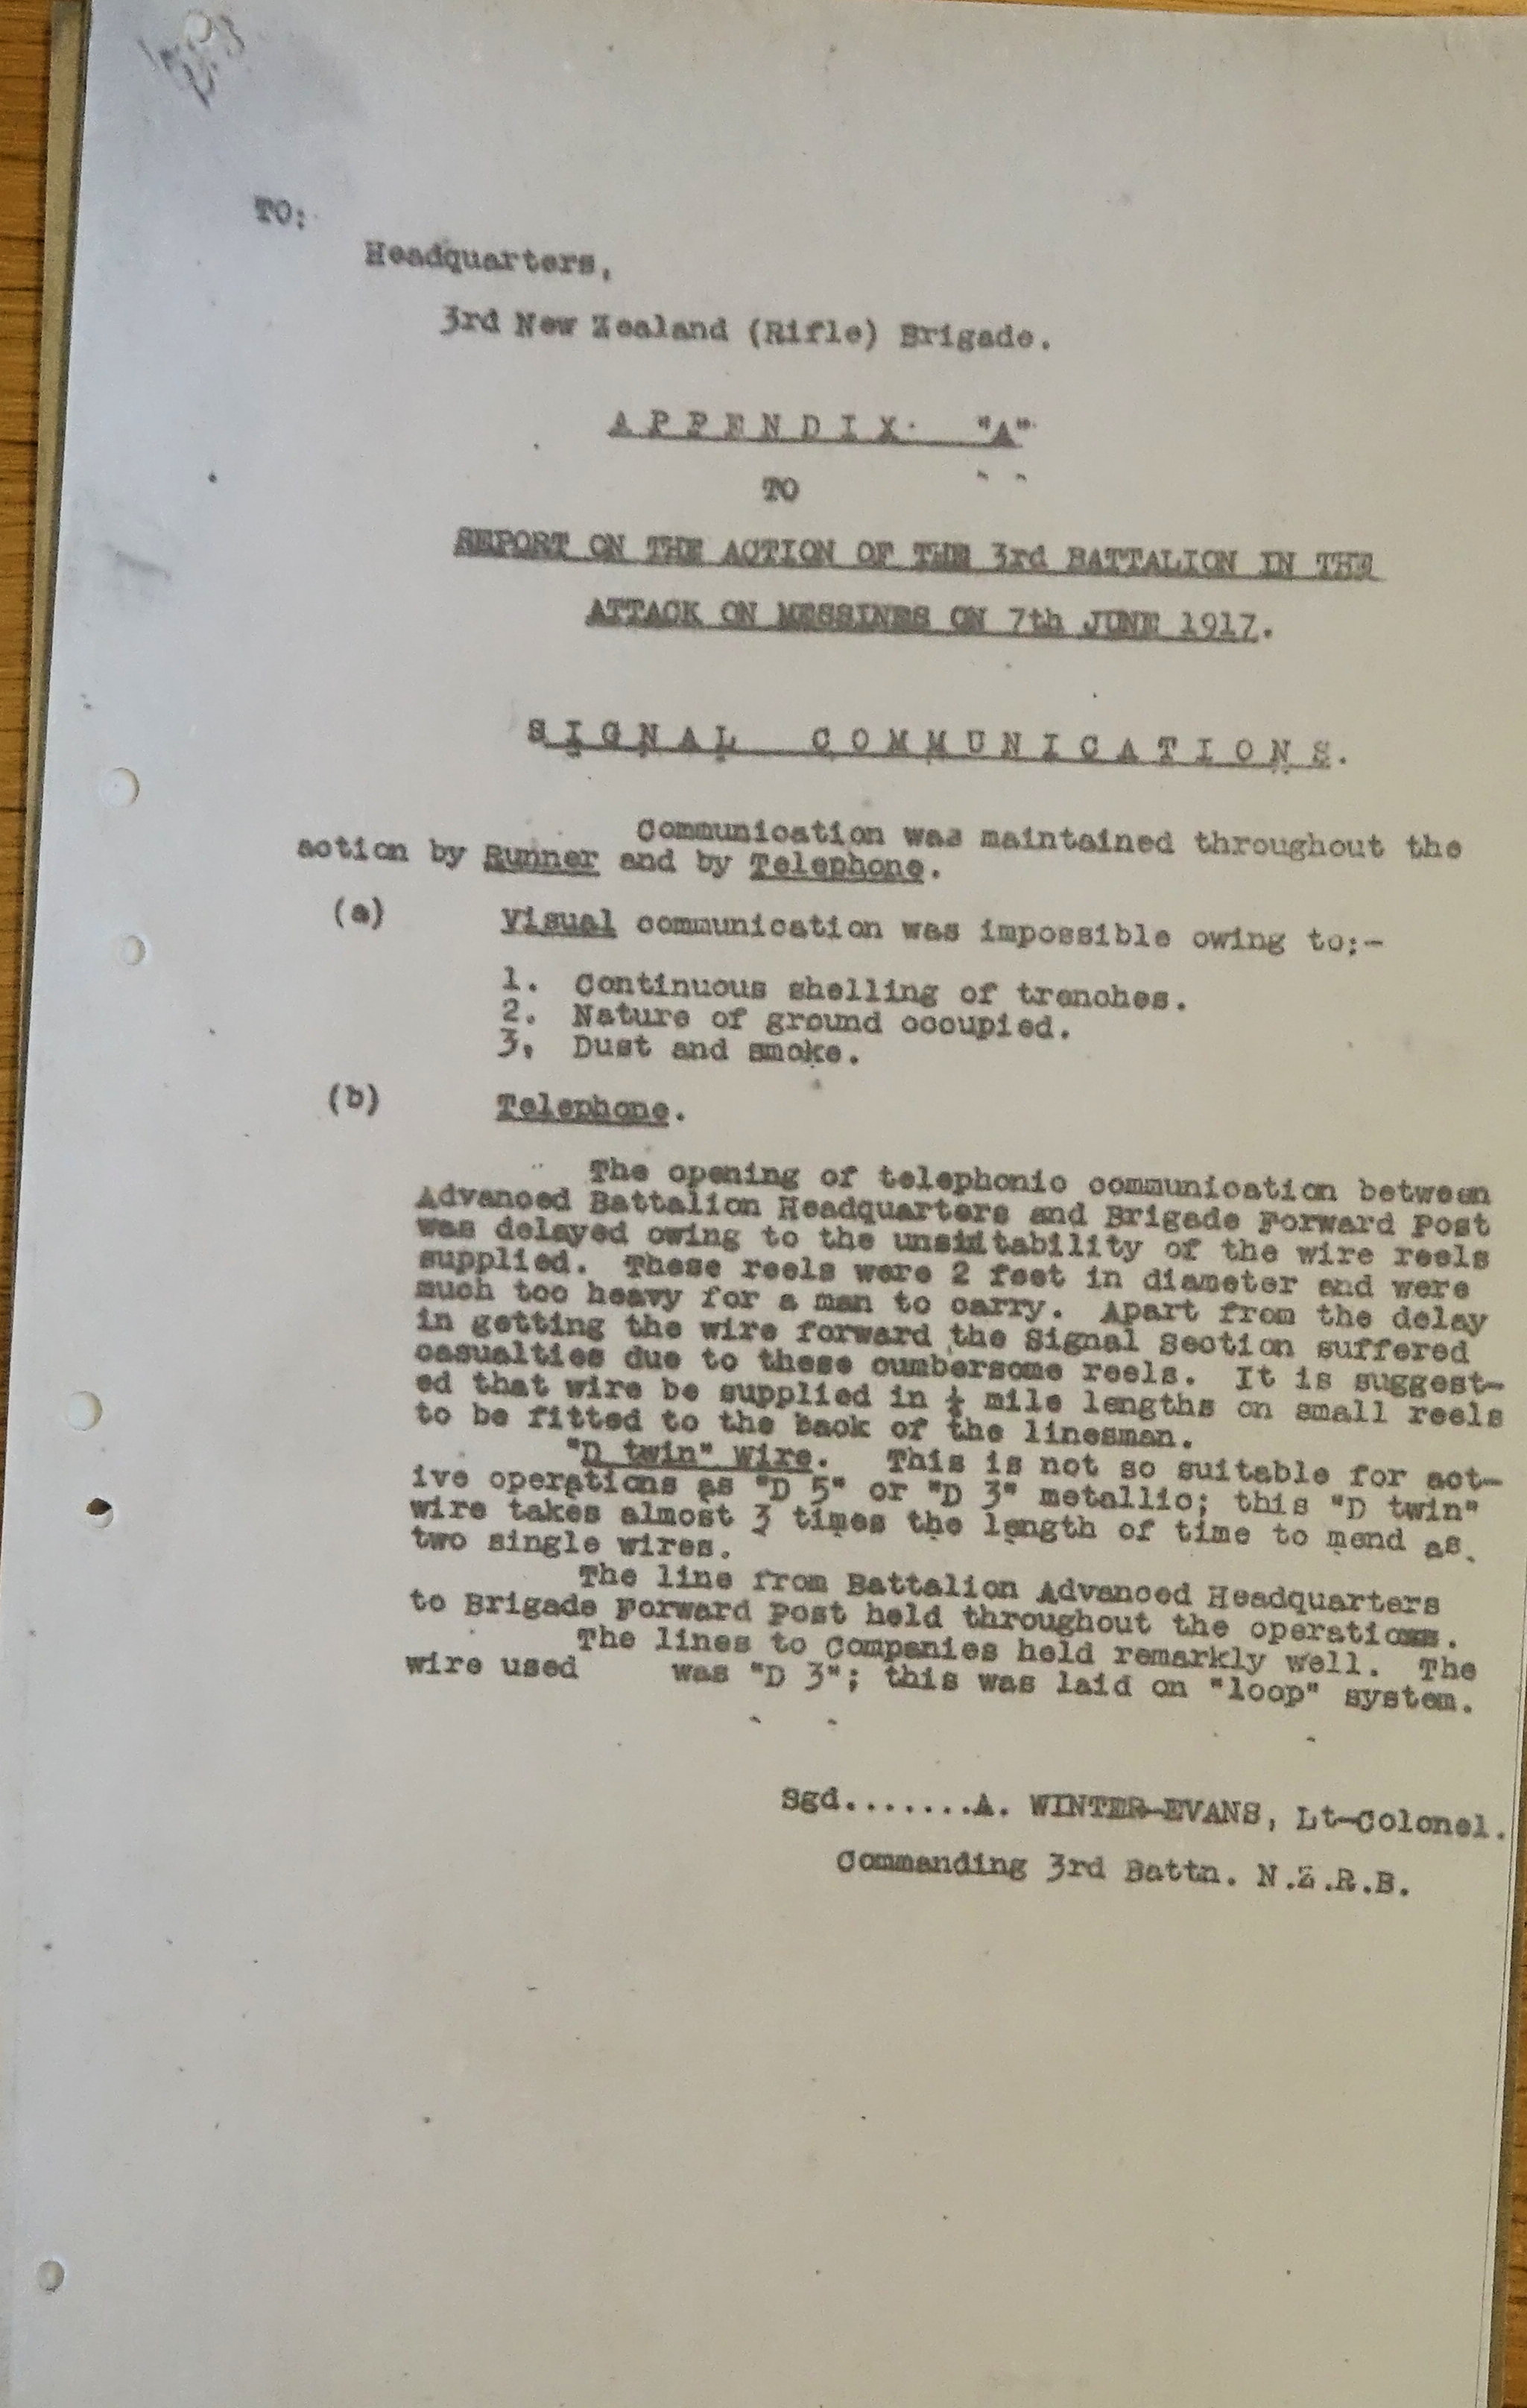 TO:
Headquarters,
3rd New Zealand (Rifle) Brigade.
APPENDIX "A"
TO
REPORT ON THE ACTION OF THE 3rd BATTALION IN THE
ATTACK ON MESSINES ON 7th JUNE 1917.
SIGNAL COMMUNICATIONS.
Communication was maintained throughout the
action by Runner and by Telephone.
(a) Visual communication was impossible owing to:-
1. Continuous shelling of trenches.
2. Nature of ground occupied.
3, Dust and smoke.
(b) Telephone.
The opening of telephonic communication between
Advanced Battalion Headquarters and Brigade Forward Post
was delayed owing to the unsuitability of the wire reels
supplied. These reels were 2 feet in diameter and were
much too heavy for a man to carry. Apart from the delay
in getting the wire forward the Signal Section suffered
casualties due to these cumbersome reels. It is suggest-
ed that wire be supplied in mile lengths on small reels
to be fitted to the back of the linesman.
"D twin" wire. This is not so suitable for act-
ive operations as "D 5" or "D 3" metallic; this "D twin"
wire takes almost 3 times the length of time to mend as
two single wires.
The line from Battalion Advanced Headquarters
to Brigade Forward Post held throughout the operations.
The lines to Companies held remarkly well. The
wire used was "D 3"; this was laid on "loop" system.
Sgd.......A. WINTER-EVANS, Lt-Colonel.
Commanding 3rd Battn. N.Z.R.B.